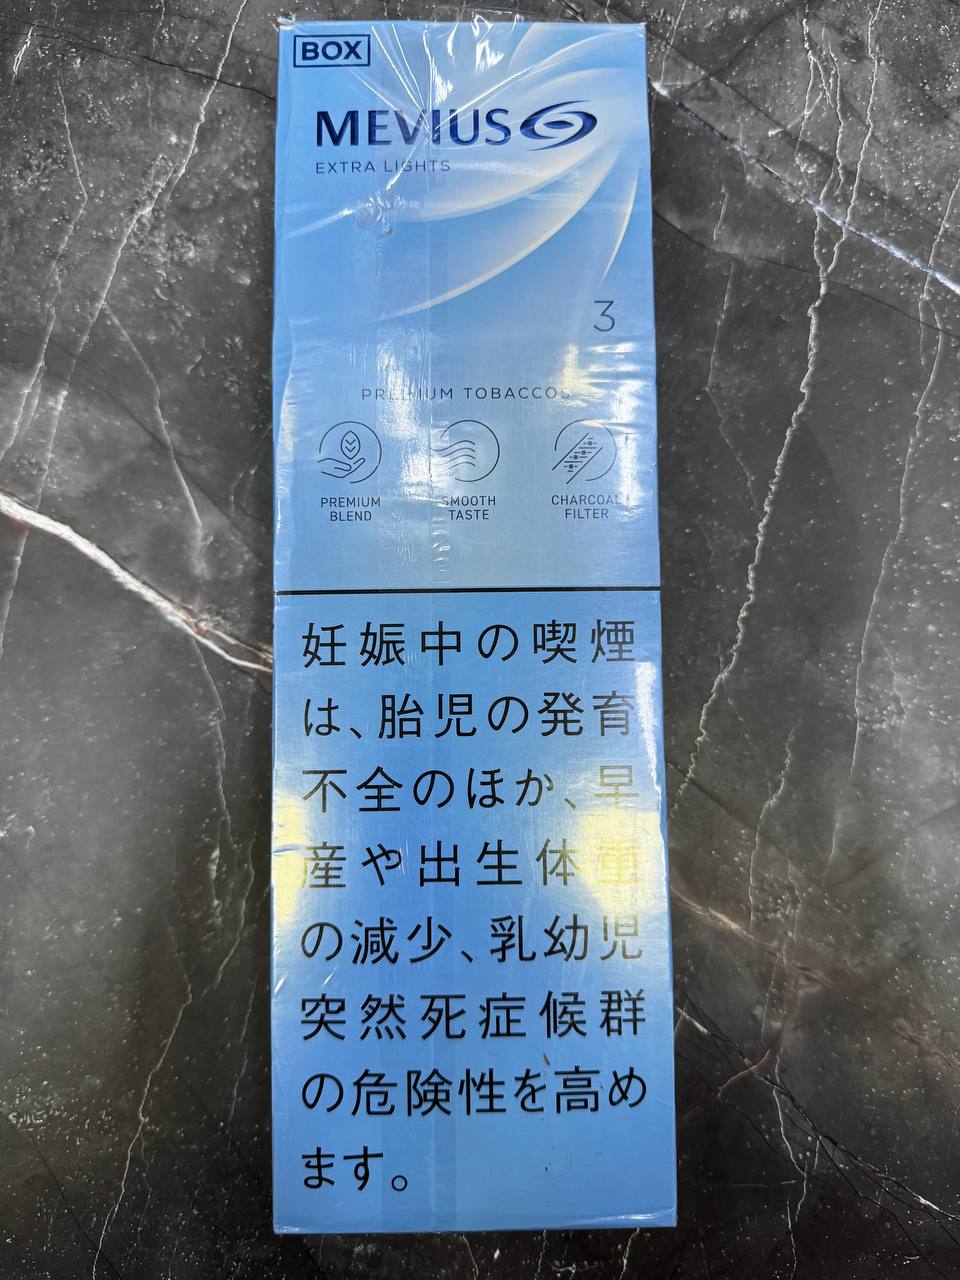 BOX
MEVIUS
EXTRA LIGHTS
3
PREMIUM TOBACCOS
PREMIUM
BLEND
SMOOTH
TASTE
CHARCOAL
FILTER
妊娠中の喫煙
は、胎児の発育
不全のほか、早
産や出生体重
の減少、乳幼児
突然死症候群
の危険性を高め
ます。